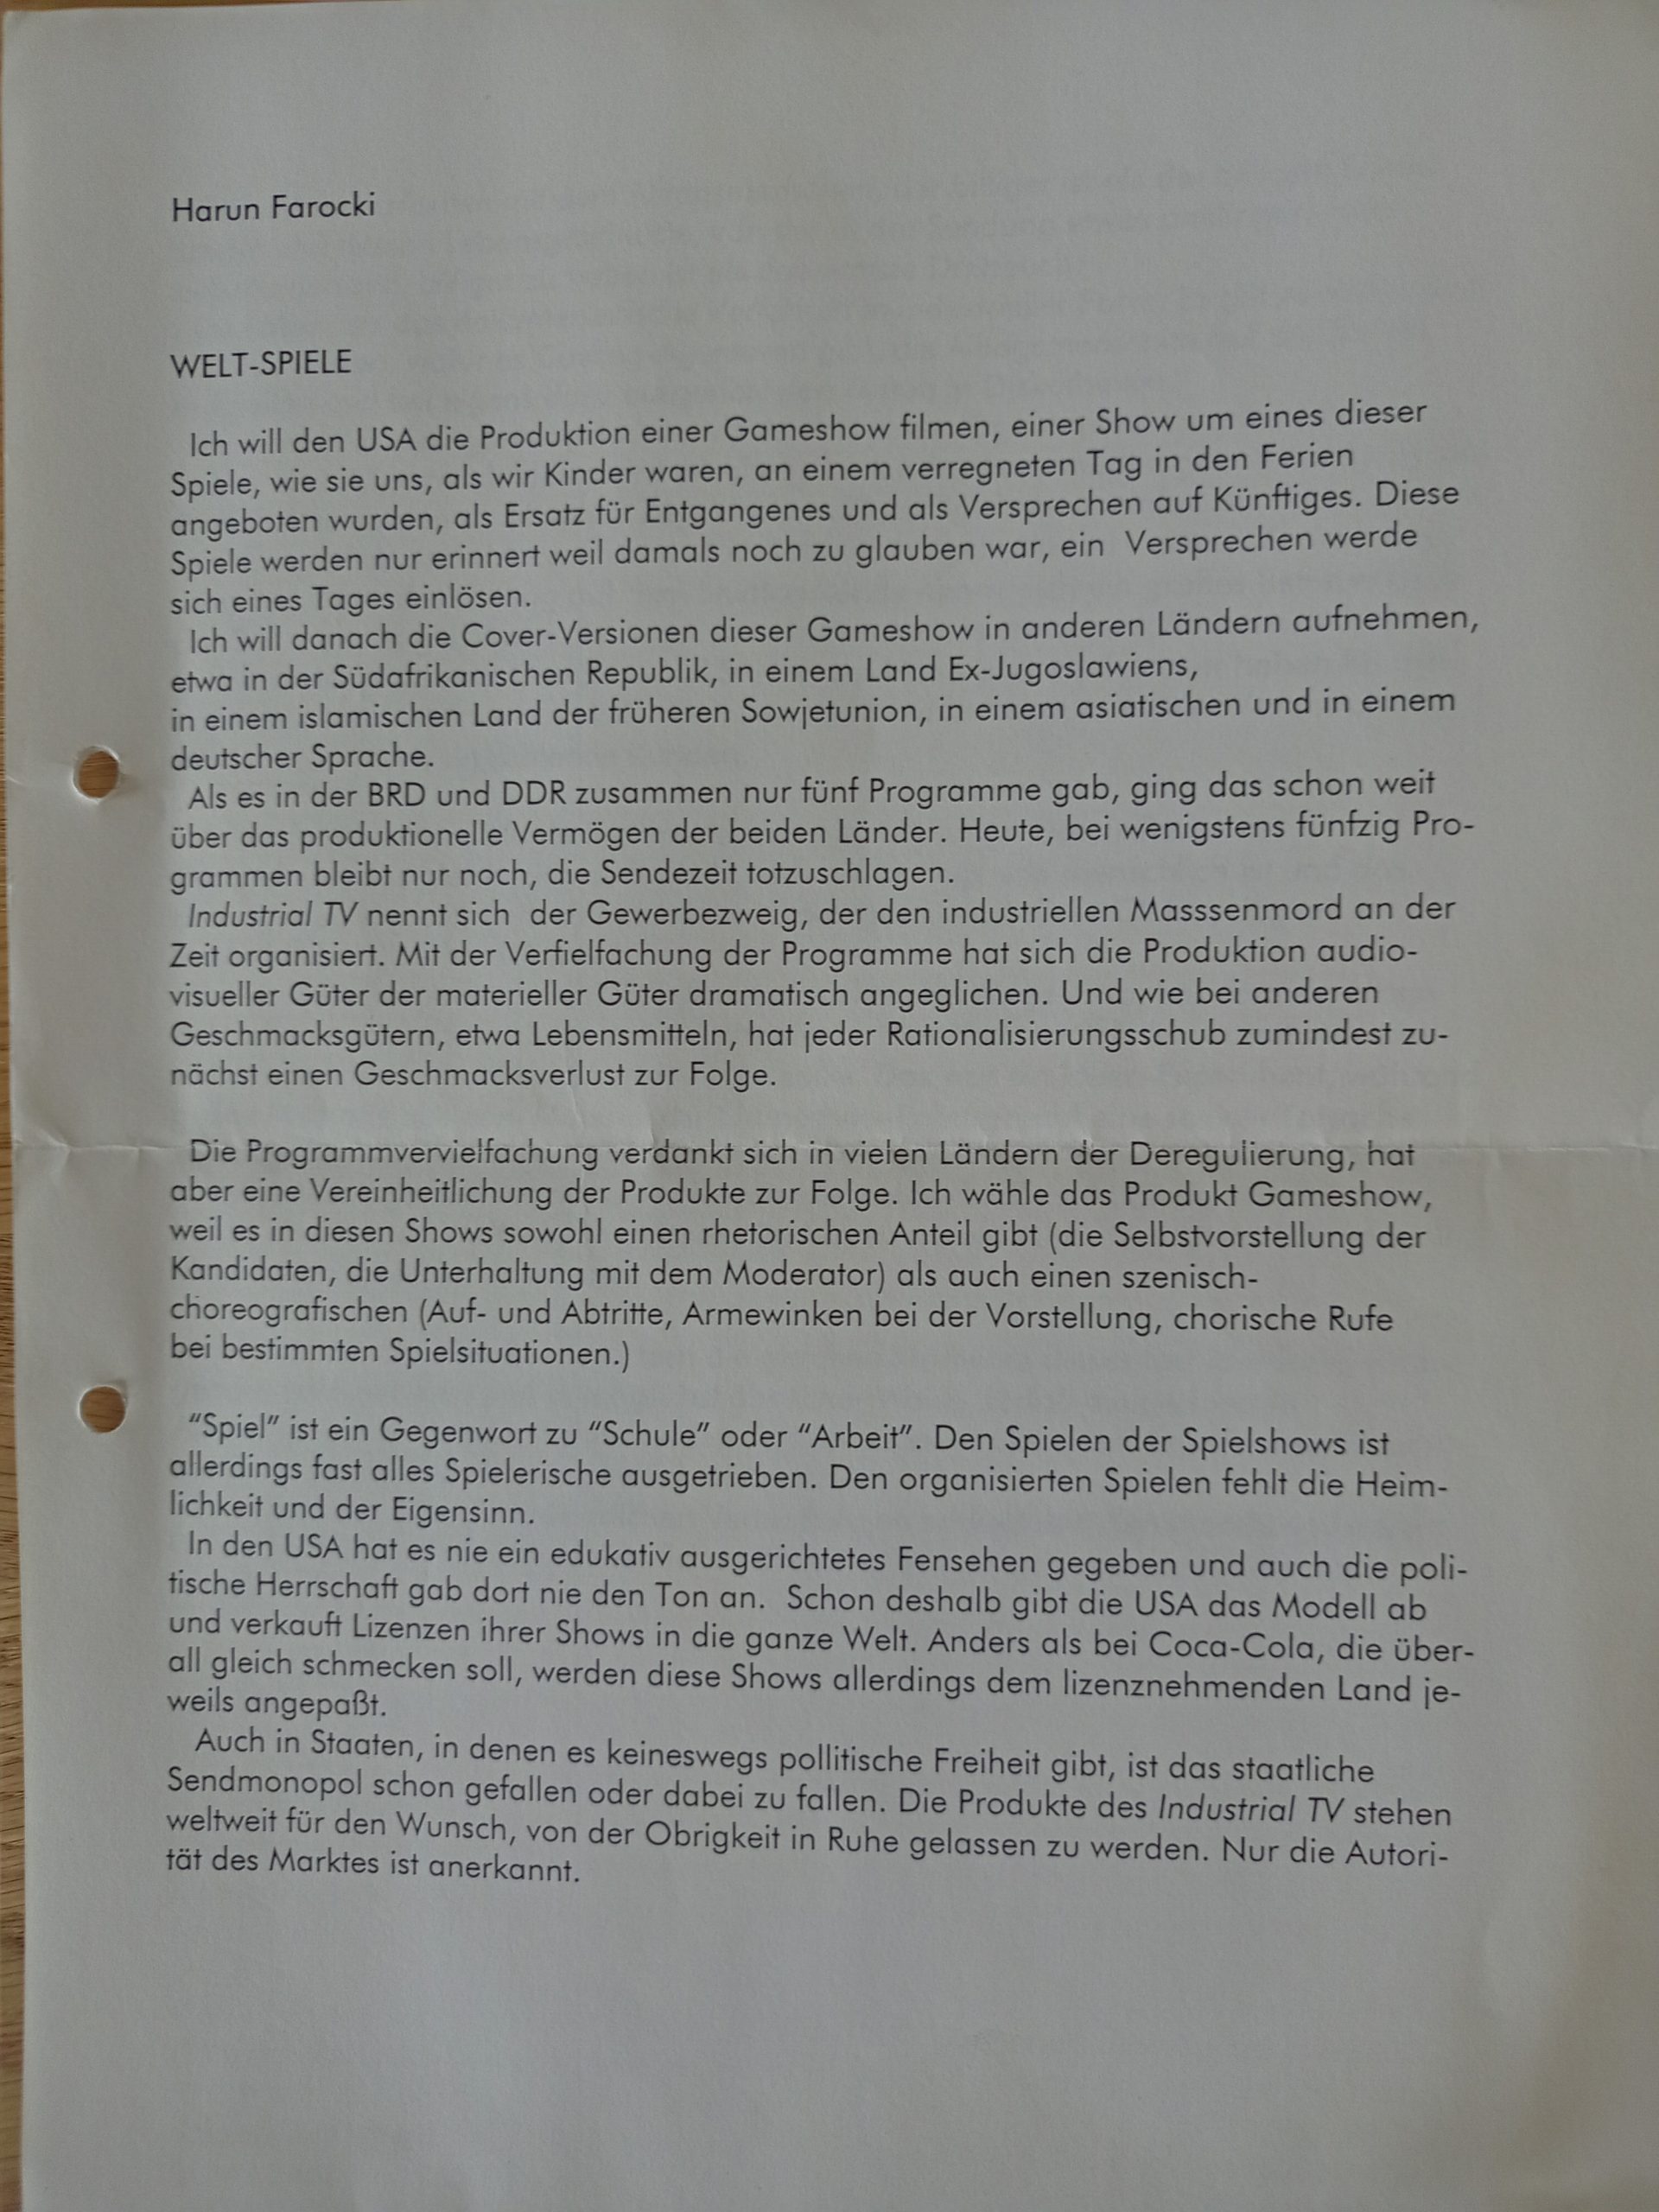 Harun Farocki
WELT-SPIELE
Ich will den USA die Produktion einer Gameshow filmen, einer Show um eines dieser
Spiele, wie sie uns, als wir Kinder waren, an einem verregneten Tag in den Ferien
angeboten wurden, als Ersatz für Entgangenes und als Versprechen auf Künftiges. Diese
Spiele werden nur erinnert weil damals noch zu glauben war, ein Versprechen werde
sich eines Tages einlösen.
Ich will danach die Cover-Versionen dieser Gameshow in anderen Ländern aufnehmen,
etwa in der Südafrikanischen Republik, in einem Land Ex-Jugoslawiens,
in einem islamischen Land der früheren Sowjetunion, in einem asiatischen und in einem
deutscher Sprache.
Als es in der BRD und DDR zusammen nur fünf Programme gab, ging das schon weit
über das produktionelle Vermögen der beiden Länder. Heute, bei wenigstens fünfzig Pro-
grammen bleibt nur noch, die Sendezeit totzuschlagen.
Industrial TV nennt sich der Gewerbezweig, der den industriellen Masssenmord an der
Zeit organisiert. Mit der Verfielfachung der Programme hat sich die Produktion audio-
visueller Güter der materieller Güter dramatisch angeglichen. Und wie bei anderen
Geschmacksgütern, etwa Lebensmitteln, hat jeder Rationalisierungsschub zumindest zu-
nächst einen Geschmacksverlust zur Folge.
Die Programmvervielfachung verdankt sich in vielen Ländern der Deregulierung, hat
aber eine Vereinheitlichung der Produkte zur Folge. Ich wähle das Produkt Gameshow,
weil es in diesen Shows sowohl einen rhetorischen Anteil gibt (die Selbstvorstellung der
Kandidaten, die Unterhaltung mit dem Moderator) als auch einen szenisch-
choreografischen (Auf- und Abtritte, Armewinken bei der Vorstellung, chorische Rufe
bei bestimmten Spielsituationen.)
“Spiel” ist ein Gegenwort zu “Schule” oder “Arbeit”. Den Spielen der Spielshows ist
allerdings fast alles Spielerische ausgetrieben. Den organisierten Spielen fehlt die Heim-
lichkeit und der Eigensinn.
In den USA hat es nie ein edukativ ausgerichtetes Fensehen gegeben und auch die poli-
tische Herrschaft gab dort nie den Ton an. Schon deshalb gibt die USA das Modell ab
und verkauft Lizenzen ihrer Shows in die ganze Welt. Anders als bei Coca-Cola, die über-
all gleich schmecken soll, werden diese Shows allerdings dem lizenznehmenden Land je-
weils angepaßt.
Auch in Staaten, in denen es keineswegs pollitische Freiheit gibt, ist das staatliche
Sendmonopol schon gefallen oder dabei zu fallen. Die Produkte des Industrial TV stehen
weltweit für den Wunsch, von der Obrigkeit in Ruhe gelassen zu werden. Nur die Autori-
tät des Marktes ist anerkannt.